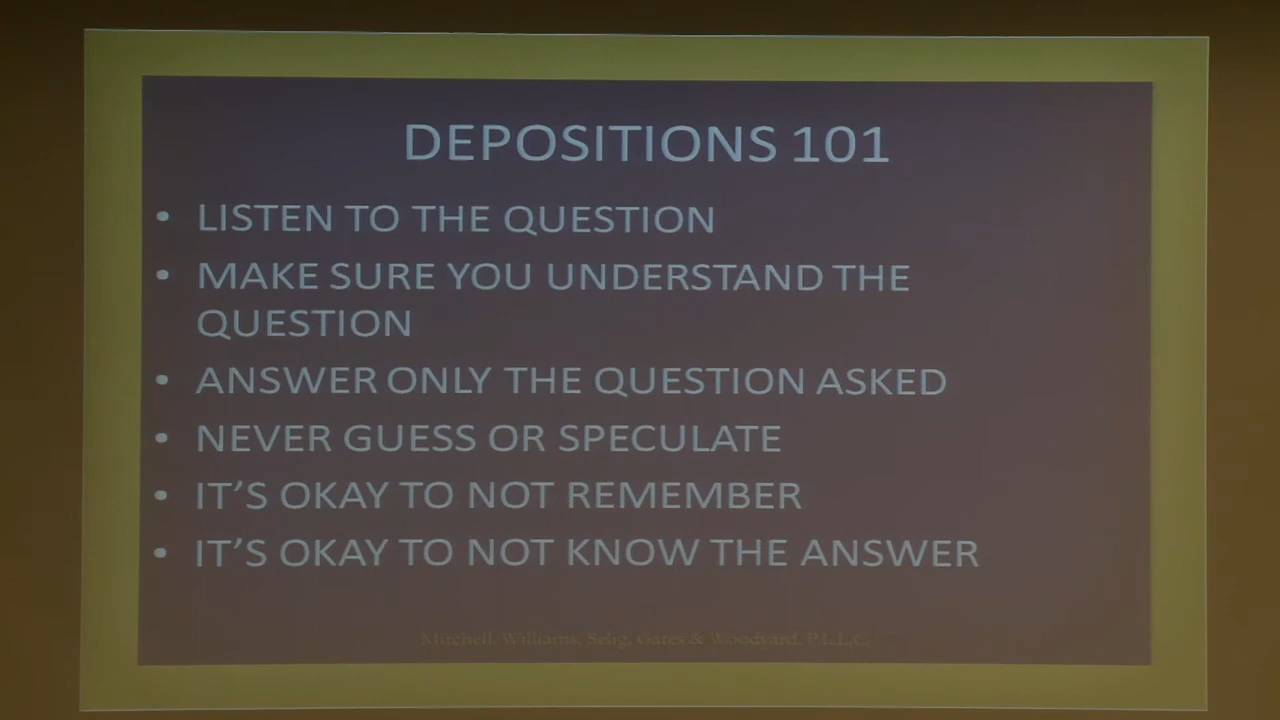 DEPOSITIONS 101
• LISTEN TO THE QUESTION
• MAKE SURE YOU UNDERSTAND THE
QUESTION
• ANSWER ONLY THE QUESTION ASKED
• NEVER GUESS OR SPECULATE
• IT'S OKAY TO NOT REMEMBER
• IT'S OKAY TO NOT KNOW THE ANSWER
Mitchell, Williams, Selig, Gates & Woodyard, P.L.L.C.